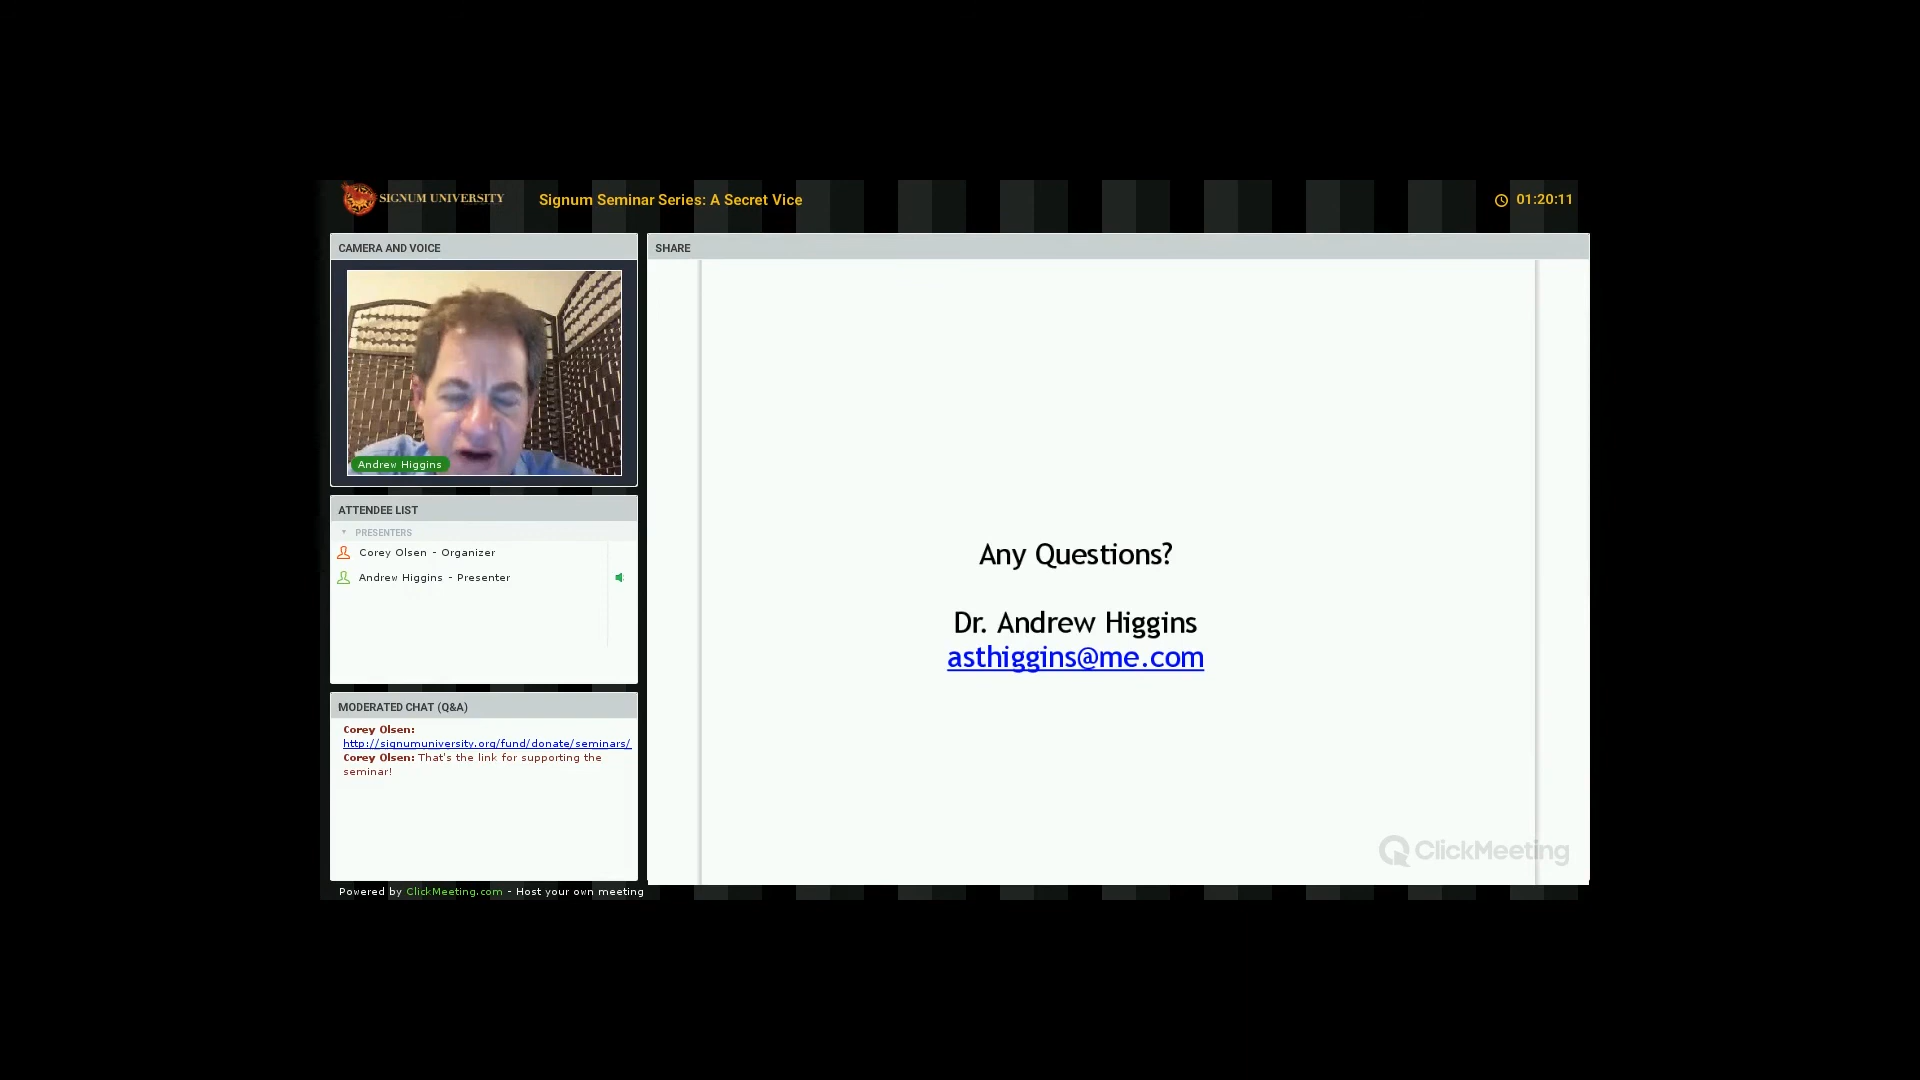 SIGNUM UNIVERSITY
Signum Seminar Series: A Secret Vice
01:20:11
CAMERA AND VOICE
Andrew Higgins
ATTENDEE LIST
PRESENTERS
Corey Olsen - Organizer
Andrew Higgins - Presenter
MODERATED CHAT (Q&A)
Corey Olsen:
http://signumuniversity.org/fund/donate/seminars/
Corey Olsen: That's the link for supporting the
seminar!
Powered by ClickMeeting.com - Host your own meeting
SHARE
Any Questions?
Dr. Andrew Higgins
asthiggins@me.com
ClickMeeting